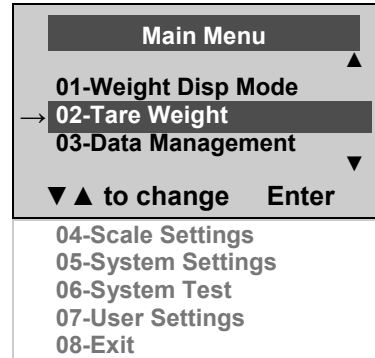 Main Menu
▲
01-Weight Disp Mode
→ 02-Tare Weight
03-Data Management
▼
▼▲ to change Enter
04-Scale Settings
05-System Settings
06-System Test
07-User Settings
08-Exit